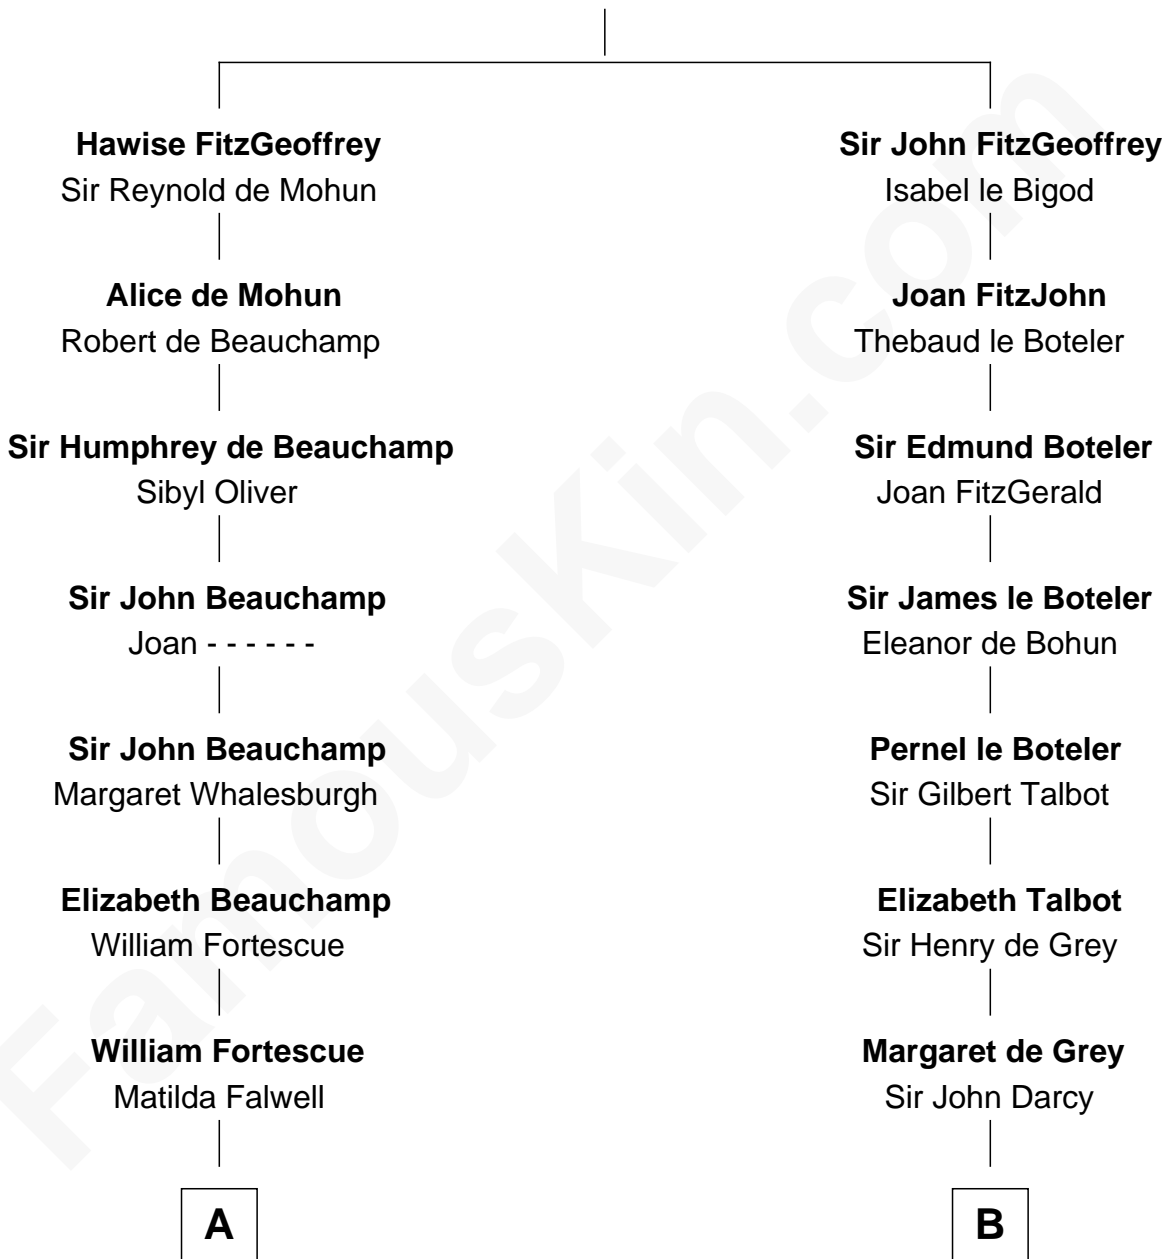 Hawise FitzGeoffrey
Sir Reynold de Mohun
Alice de Mohun
Robert de Beauchamp
Sir Humphrey de Beauchamp
Sibyl Oliver
Sir John Beauchamp
Joan - - - - - -
Sir John Beauchamp
Margaret Whalesburgh
Elizabeth Beauchamp
William Fortescue
William Fortescue
Matilda Falwell
A
Sir John FitzGeoffrey
Isabel le Bigod
Joan FitzJohn
Thebaud le Boteler
Sir Edmund Boteler
Joan FitzGerald
Sir James le Boteler
Eleanor de Bohun
Pernel le Boteler
Sir Gilbert Talbot
Elizabeth Talbot
Sir Henry de Grey
Margaret de Grey
Sir John Darcy
B
FamousKin.com